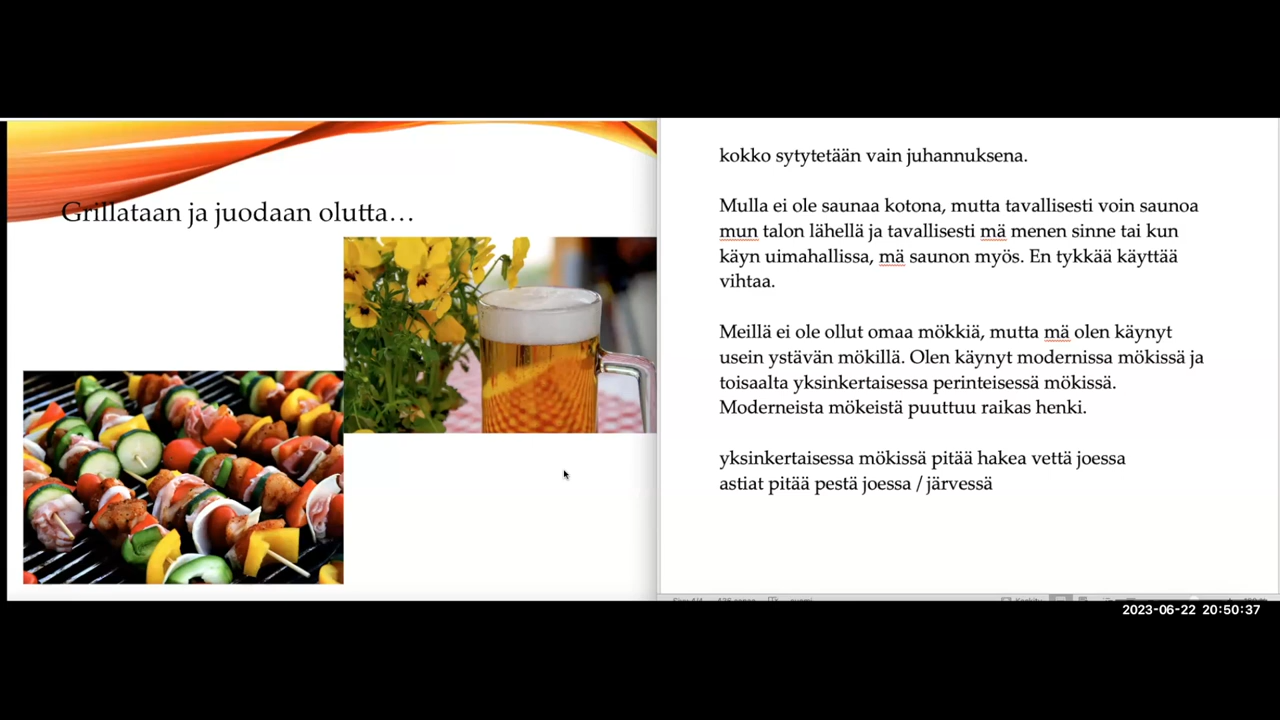 Grillataan ja juodaan olutta…
kokko sytytetään vain juhannuksena.
Mulla ei ole saunaa kotona, mutta tavallisesti voin saunoa
mun talon lähellä ja tavallisesti mä menen sinne tai kun
käyn uimahallissa, mä saunon myös. En tykkää käyttää
vihtaa.
Meillä ei ole ollut omaa mökkiä, mutta mä olen käynyt
usein ystävän mökillä. Olen käynyt modernissa mökissä ja
toisaalta yksinkertaisessa perinteisessä mökissä.
Moderneista mökeistä puuttuu raikas henki.
yksinkertaisessa mökissä pitää hakea vettä joessa
astiat pitää pestä joessa / järvessä
2023-06-22 20:50:37